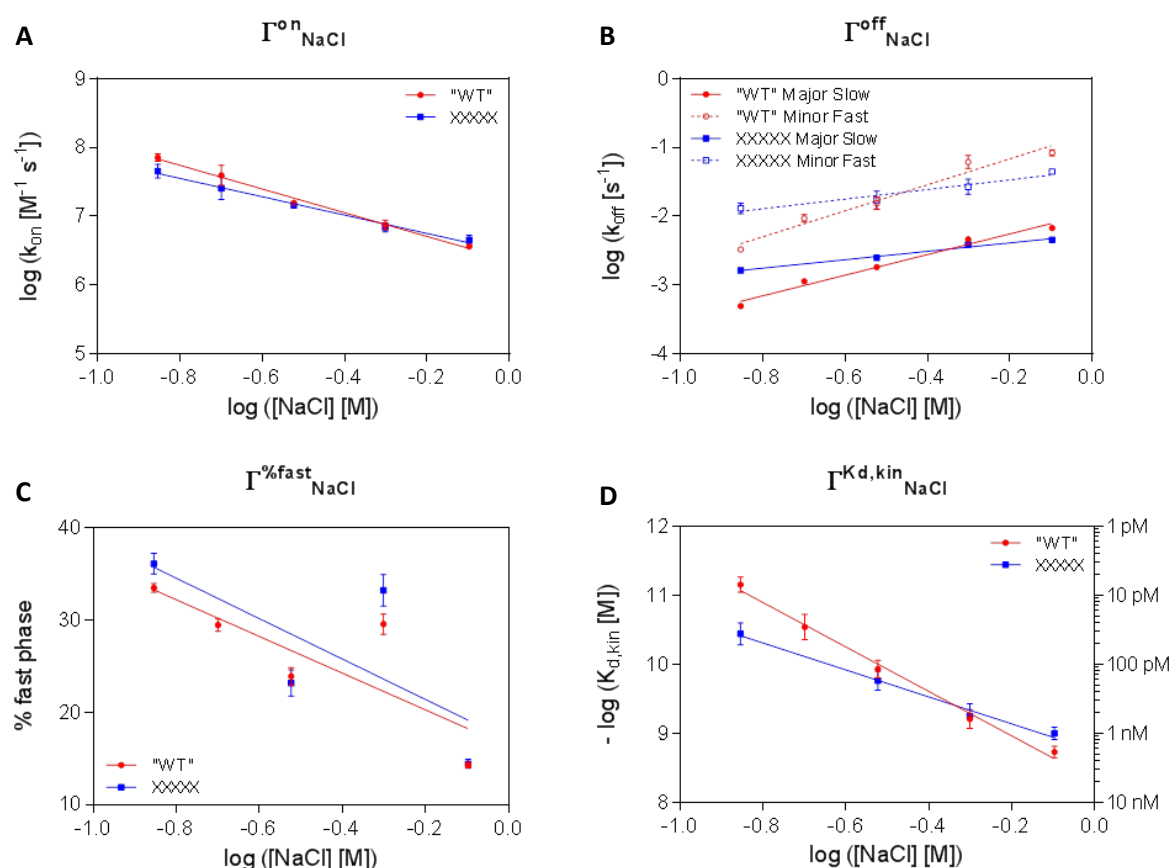 A
Γ^on_NaCl
9
8
7
6
5
log (k_on [M⁻¹ s⁻¹])
"WT"
XXXXX
-1.0 -0.8 -0.6 -0.4 -0.2 0.0
log ([NaCl] [M])
B
Γ^off_NaCl
0
-1
-2
-3
-4
log (k_off [s⁻¹])
"WT" Major Slow
"WT" Minor Fast
XXXXX Major Slow
XXXXX Minor Fast
-1.0 -0.8 -0.6 -0.4 -0.2 0.0
log ([NaCl] [M])
C
Γ^%fast_NaCl
40
30
20
10
% fast phase
"WT"
XXXXX
-1.0 -0.8 -0.6 -0.4 -0.2 0.0
log ([NaCl] [M])
D
Γ^Kd,kin_NaCl
12
11
10
9
8
- log (K_d,kin [M])
"WT"
XXXXX
1 pM
10 pM
100 pM
1 nM
10 nM
-1.0 -0.8 -0.6 -0.4 -0.2 0.0
log ([NaCl] [M])